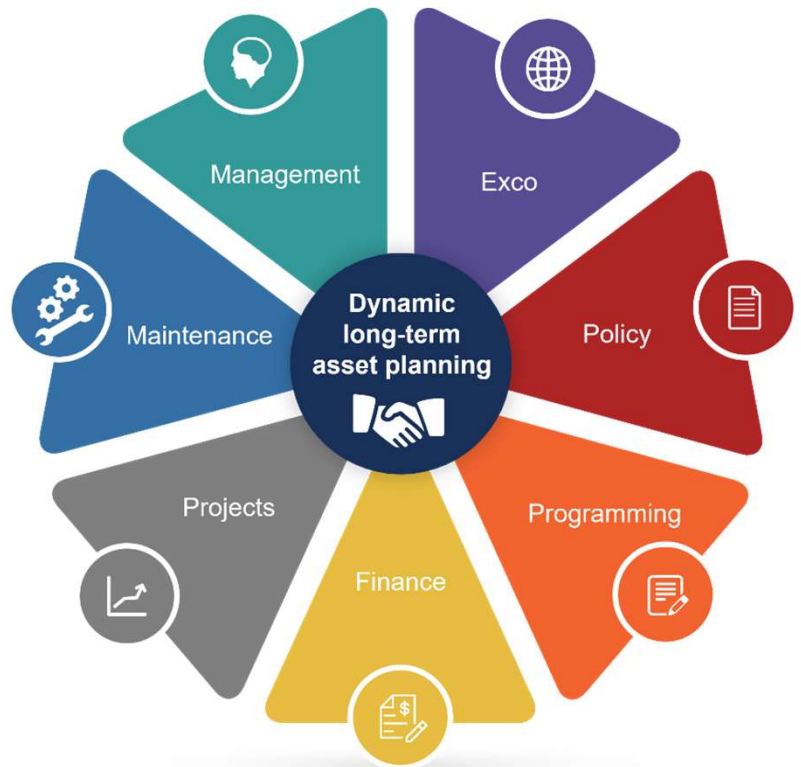 Management
Exco
Maintenance
Dynamic
long-term
asset planning
Policy
Projects
Programming
Finance
$